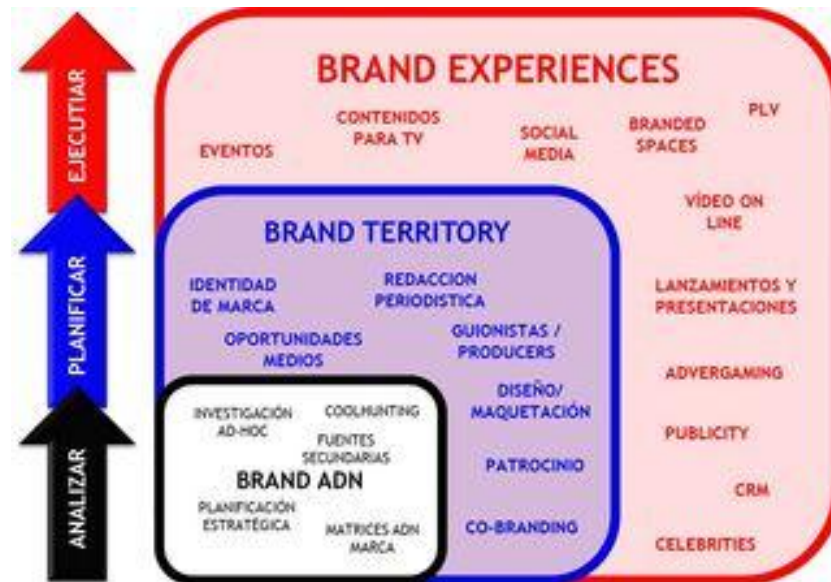 EJECUTIAR
PLANIFICAR
ANALIZAR
BRAND EXPERIENCES
EVENTOS
CONTENIDOS
PARA TV
SOCIAL
MEDIA
BRANDED
SPACES
PLV
VÍDEO ON
LINE
LANZAMIENTOS Y
PRESENTACIONES
ADVERGAMING
PUBLICITY
CRM
CELEBRITIES
BRAND TERRITORY
IDENTIDAD
DE MARCA
REDACCION
PERIODISTICA
OPORTUNIDADES
MEDIOS
GUIONISTAS /
PRODUCERS
DISEÑO/
MAQUETACIÓN
PATROCINIO
CO-BRANDING
INVESTIGACIÓN
AD-HOC
COOLHUNTING
FUENTES
SECUNDARIAS
BRAND ADN
PLANIFICACIÓN
ESTRATÉGICA
MATRICES ADN
MARCA